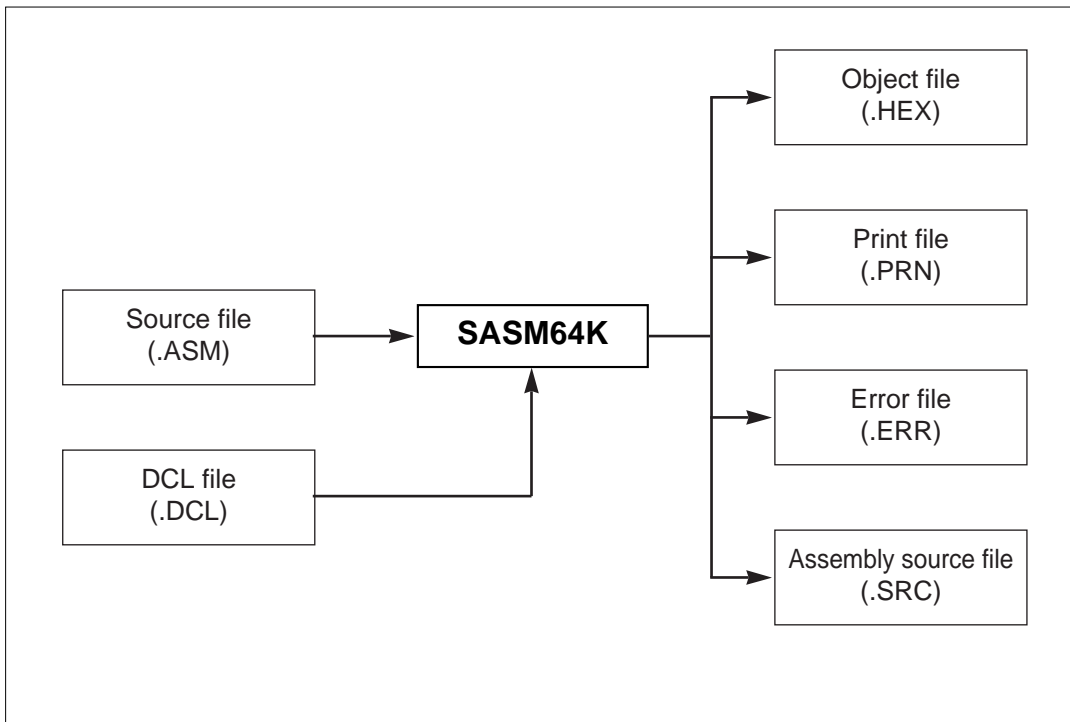 Source file
(.ASM)
DCL file
(.DCL)
SASM64K
Object file
(.HEX)
Print file
(.PRN)
Error file
(.ERR)
Assembly source file
(.SRC)